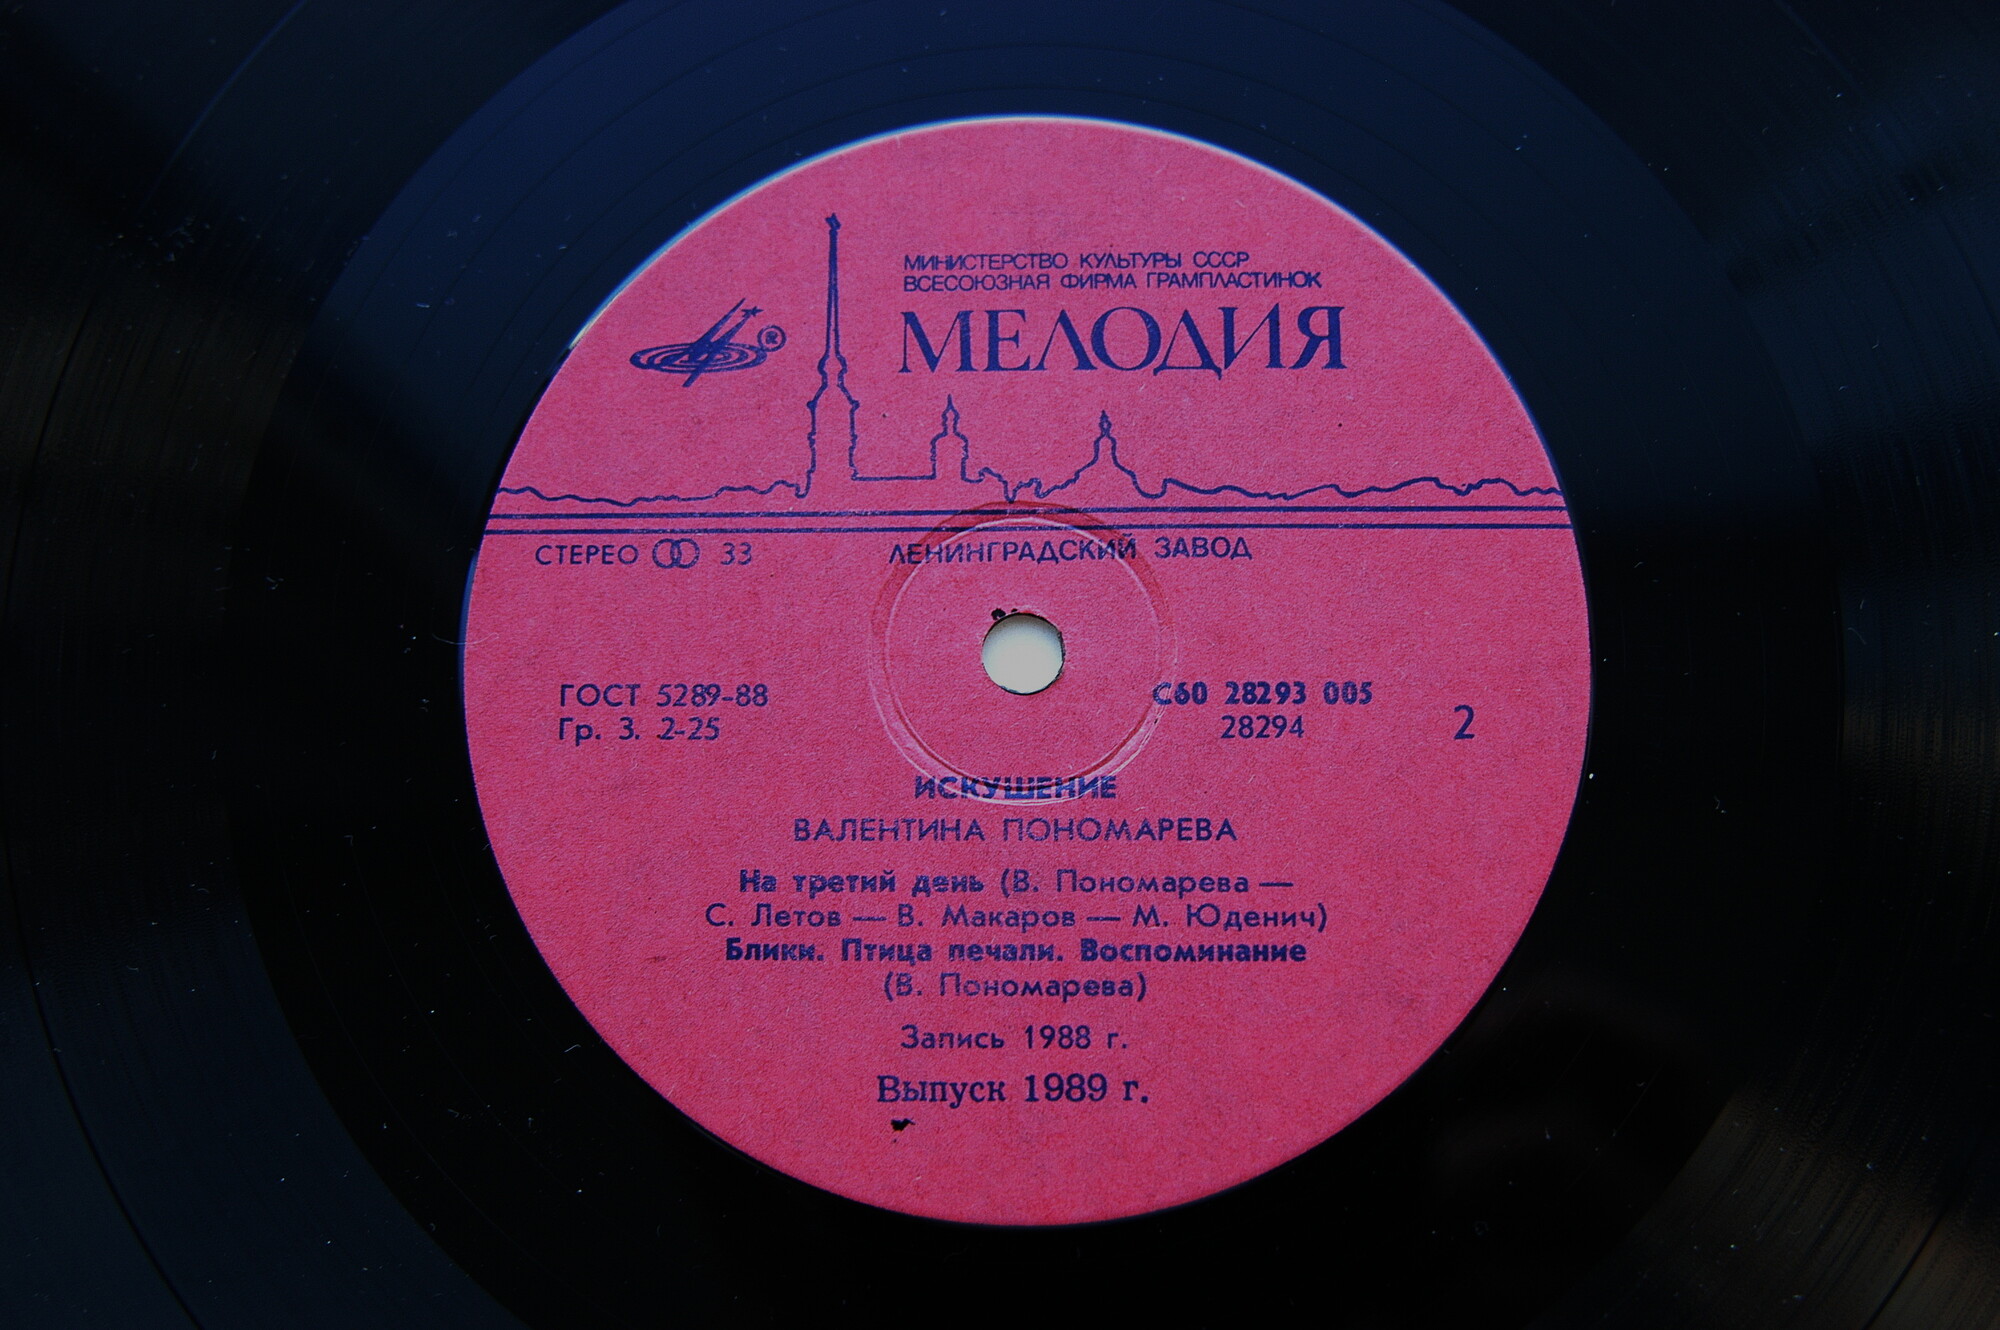 МИНИСТЕРСТВО КУЛЬТУРЫ СССР
ВСЕСОЮЗНАЯ ФИРМА ГРАМПЛАСТИНОК
МЕЛОДИЯ
®
СТЕРЕО 33
ЛЕНИНГРАДСКИЙ ЗАВОД
ГОСТ 5289-88
Гр. 3. 2-25
С60 28293 005
28294
2
ИСКУШЕНИЕ
ВАЛЕНТИНА ПОНОМАРЕВА
На третий день (В. Пономарева —
С. Летов — В. Макаров — М. Юденич)
Блики. Птица печали. Воспоминание
(В. Пономарева)
Запись 1988 г.
Выпуск 1989 г.